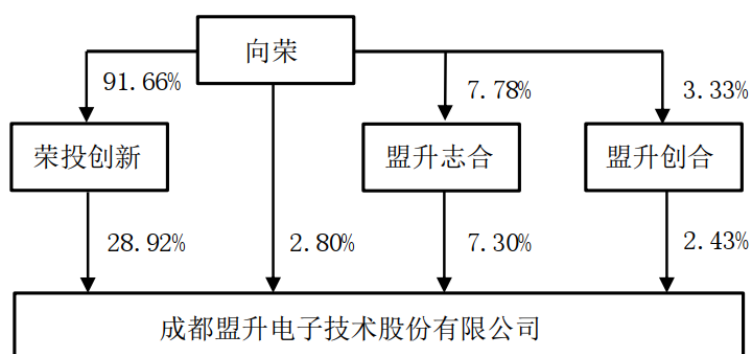 向荣
91.66%
7.78%
3.33%
荣投创新
盟升志合
盟升创合
28.92%
2.80%
7.30%
2.43%
成都盟升电子技术股份有限公司